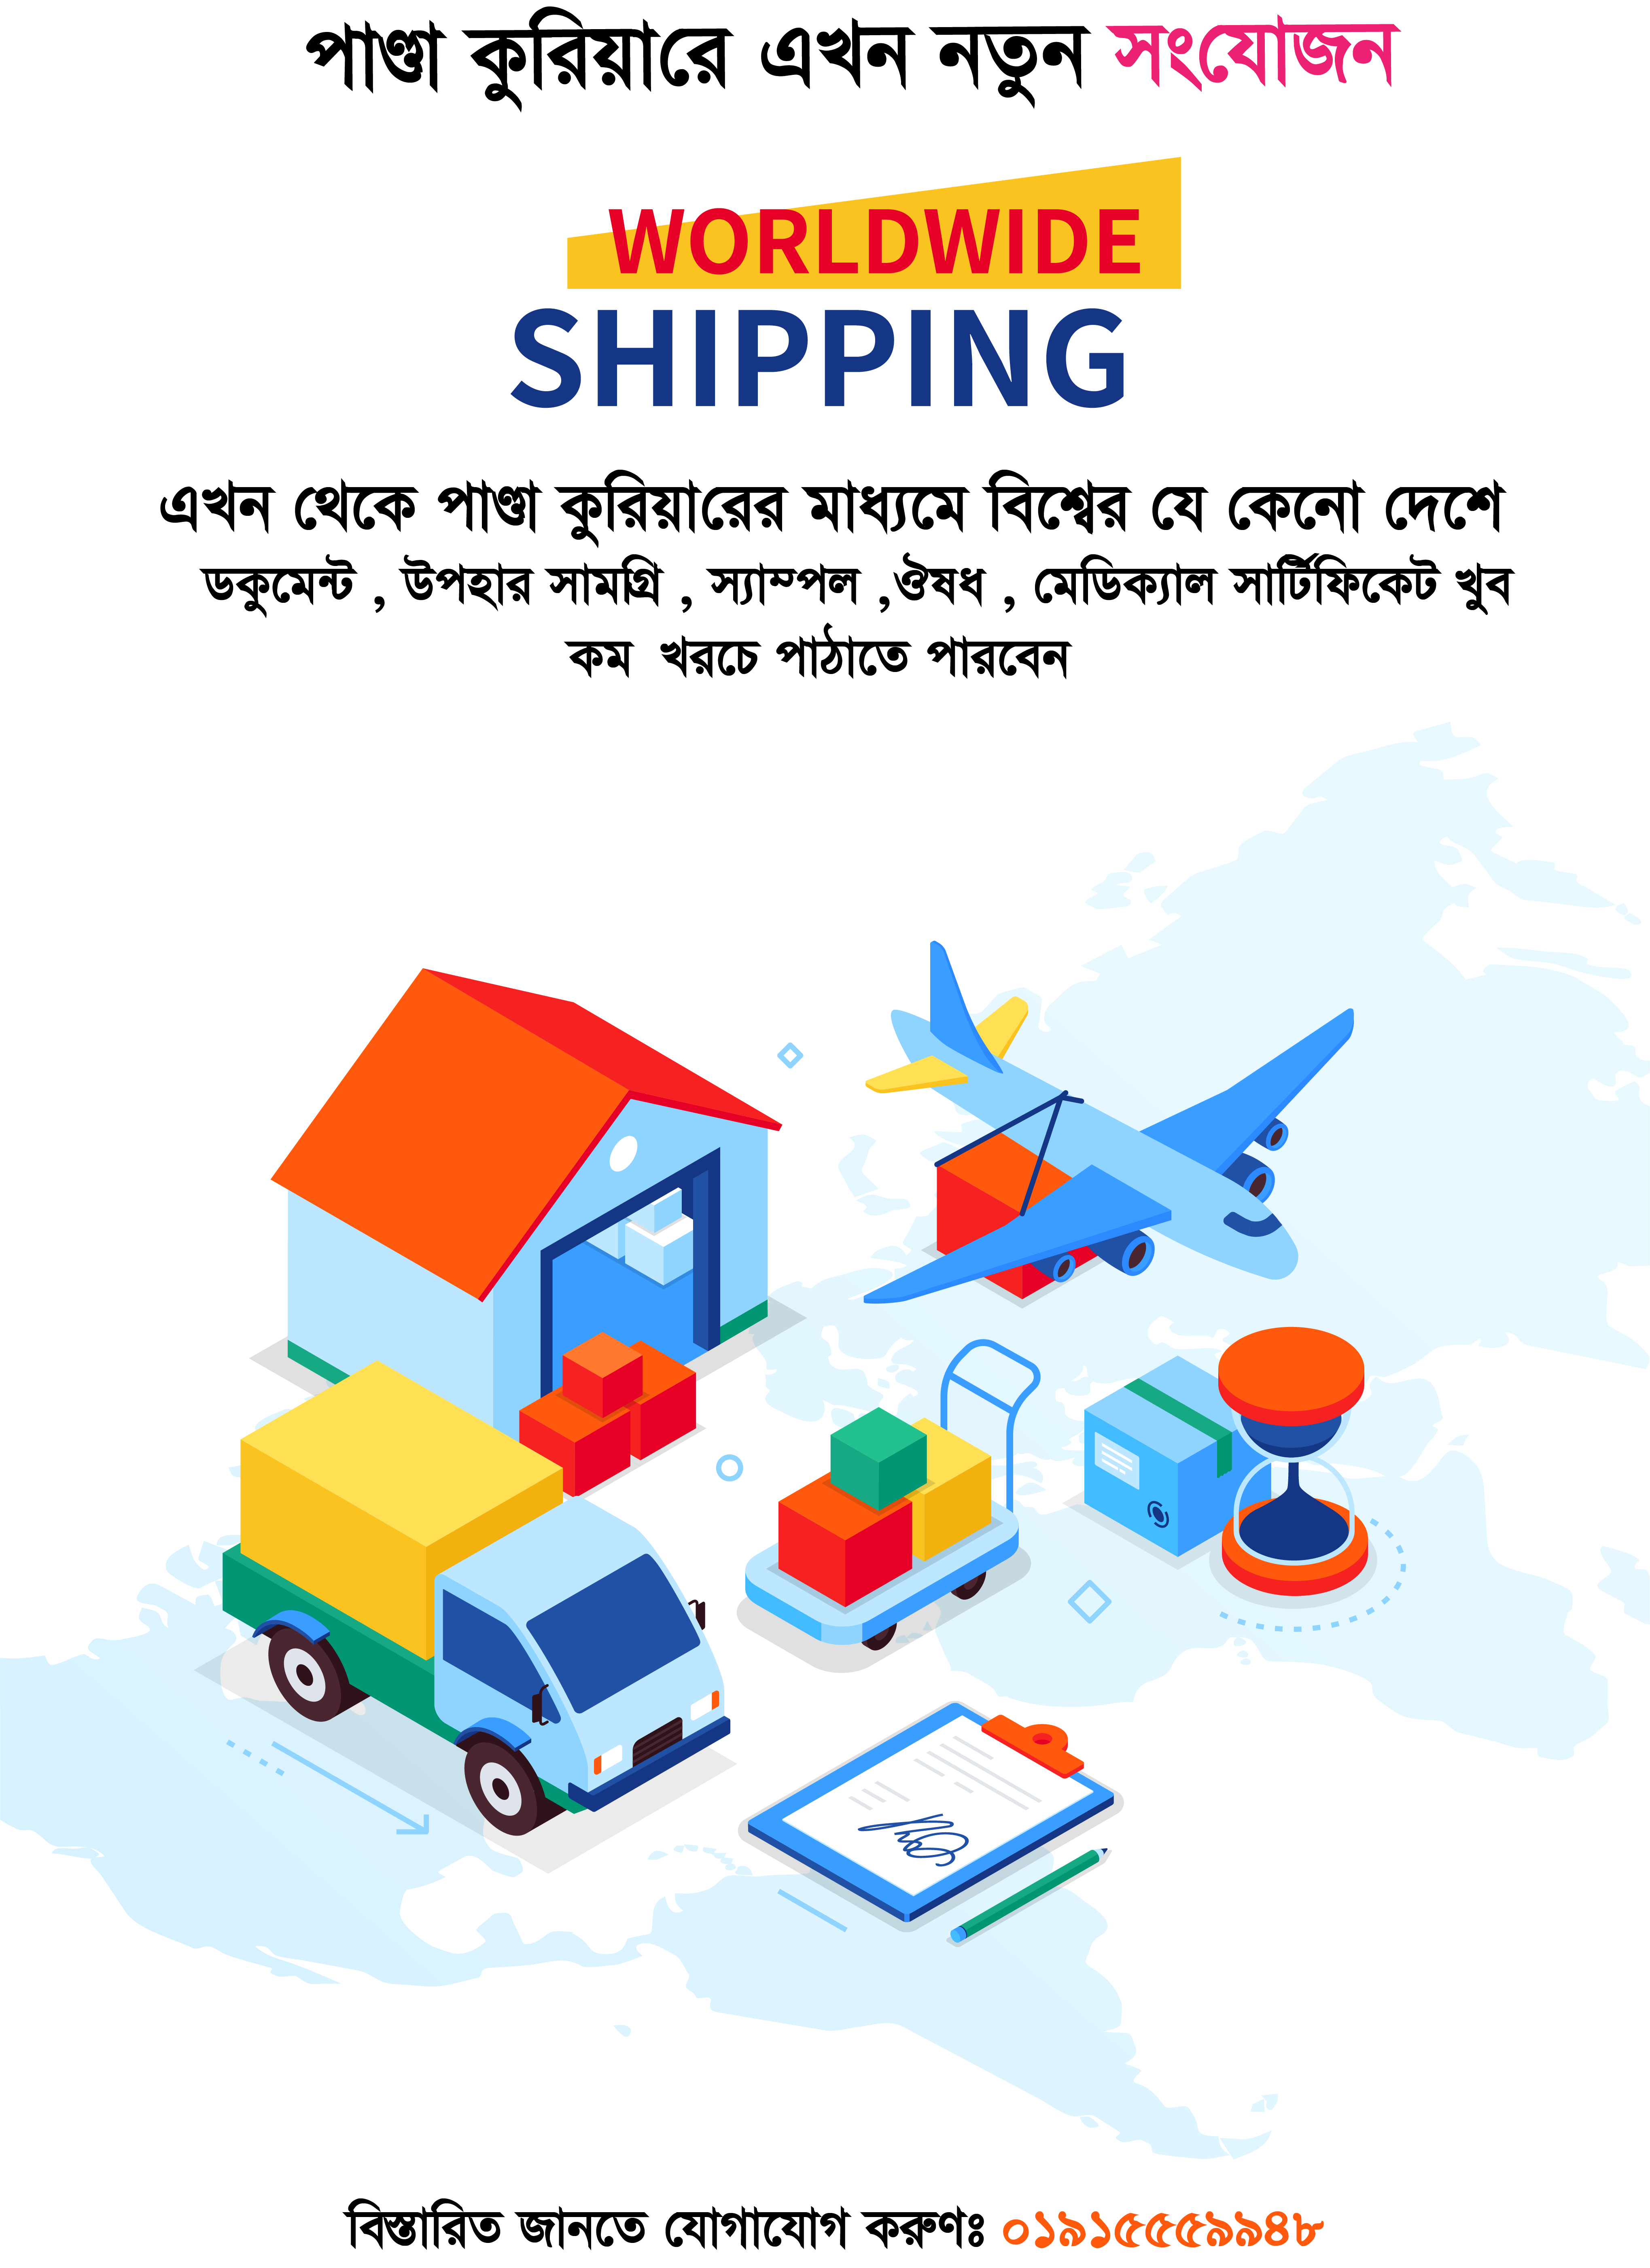 পাণ্ডা কুরিয়ারে এখন নতুন সংযোজন
WORLDWIDE
SHIPPING
এখন থেকে পাণ্ডা কুরিয়ারের মাধ্যমে বিশ্বের যে কেনো দেশে
ডকুমেন্ট , উপহার সামগ্রি , স্যাম্পল ,ঔষধ , মেডিক্যাল সার্টিফিকেট খুব
কম খরচে পাঠাতে পারবেন
বিস্তারিত জানতে যোগাযোগ করুণঃ ০১৯১৫৫৫৯৯৪৮